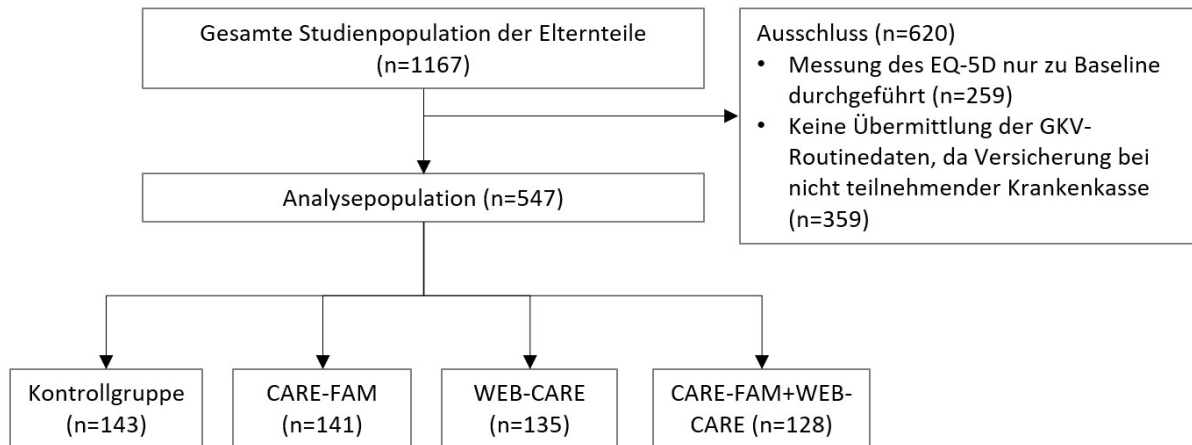 Gesamte Studienpopulation der Elternteile
(n=1167)
Ausschluss (n=620)
• Messung des EQ-5D nur zu Baseline
durchgeführt (n=259)
• Keine Übermittlung der GKV-
Routinedaten, da Versicherung bei
nicht teilnehmender Krankenkasse
(n=359)
Analysepopulation (n=547)
Kontrollgruppe
(n=143)
CARE-FAM
(n=141)
WEB-CARE
(n=135)
CARE-FAM+WEB-
CARE (n=128)